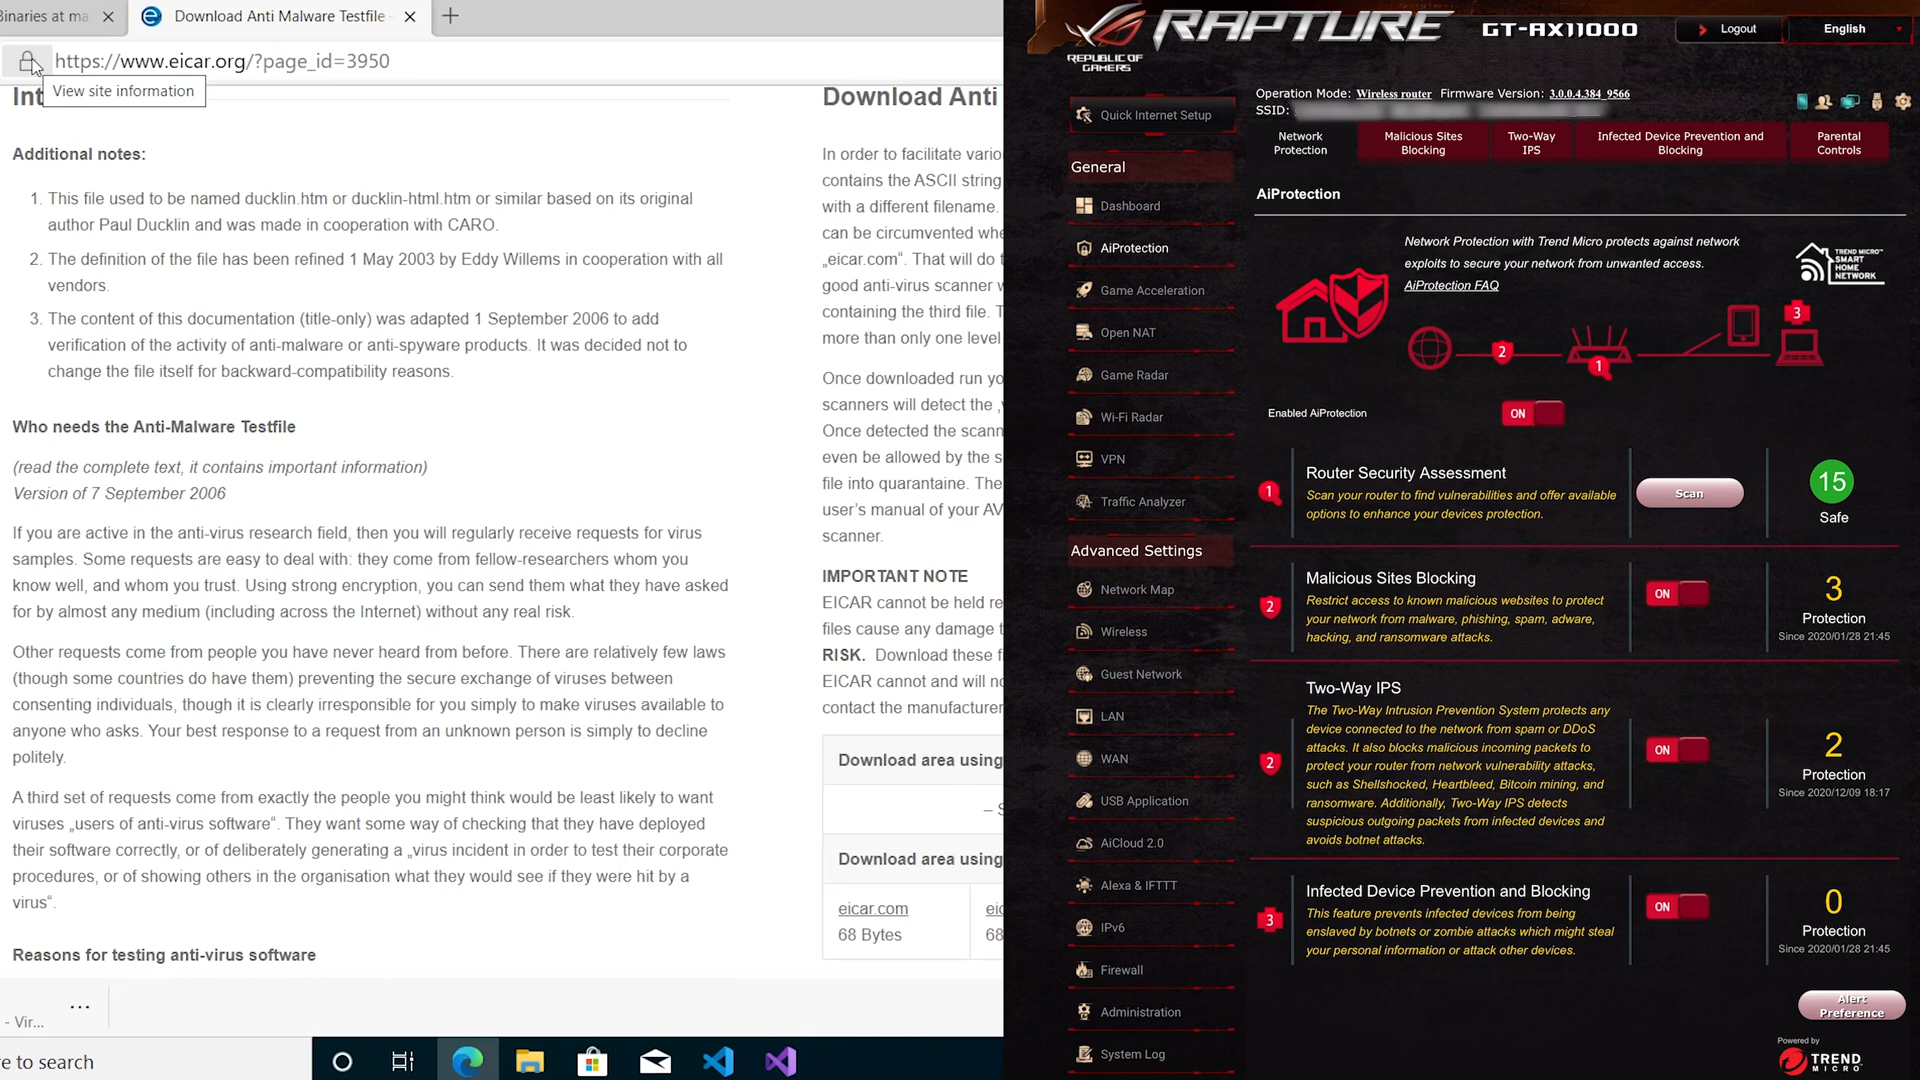 Binaries at ma
Download Anti Malware Testfile -
https://www.eicar.org/?page_id=3950
View site information
Int
Additional notes:
1. This file used to be named ducklin.htm or ducklin-html.htm or similar based on its original
author Paul Ducklin and was made in cooperation with CARO.
2. The definition of the file has been refined 1 May 2003 by Eddy Willems in cooperation with all
vendors.
3. The content of this documentation (title-only) was adapted 1 September 2006 to add
verification of the activity of anti-malware or anti-spyware products. It was decided not to
change the file itself for backward-compatibility reasons.
Who needs the Anti-Malware Testfile
(read the complete text, it contains important information)
Version of 7 September 2006
If you are active in the anti-virus research field, then you will regularly receive requests for virus
samples. Some requests are easy to deal with: they come from fellow-researchers whom you
know well, and whom you trust. Using strong encryption, you can send them what they have asked
for by almost any medium (including across the Internet) without any real risk.
Other requests come from people you have never heard from before. There are relatively few laws
(though some countries do have them) preventing the secure exchange of viruses between
consenting individuals, though it is clearly irresponsible for you simply to make viruses available to
anyone who asks. Your best response to a request from an unknown person is simply to decline
politely.
A third set of requests come from exactly the people you might think would be least likely to want
viruses „users of anti-virus software“. They want some way of checking that they have deployed
their software correctly, or of deliberately generating a „virus incident in order to test their corporate
procedures, or of showing others in the organisation what they would see if they were hit by a
virus“.
Reasons for testing anti-virus software
Download Anti
In order to facilitate vario
contains the ASCII string
with a different filename.
can be circumvented whe
„eicar.com“. That will do t
good anti-virus scanner w
containing the third file. T
more than only one level
Once downloaded run yo
scanners will detect the ‚
Once detected the scann
even be allowed by the s
file into quarantaine. The
user's manual of your AV
scanner.
IMPORTANT NOTE
EICAR cannot be held re
files cause any damage t
RISK. Download these f
EICAR cannot and will no
contact the manufacturer
Download area using
– S
Download area using
eicar.com
68 Bytes
eic
68
- Vir...
...
re to search
REPUBLIC OF
GAMERS
RAPTURE
GT-AX11000
Logout
English
Quick Internet Setup
General
Dashboard
AiProtection
Game Acceleration
Open NAT
Game Radar
Wi-Fi Radar
VPN
Traffic Analyzer
Advanced Settings
Network Map
Wireless
Guest Network
LAN
WAN
USB Application
AiCloud 2.0
Alexa & IFTTT
IPv6
Firewall
Administration
System Log
Operation Mode: Wireless router Firmware Version: 3.0.0.4.384_9566
SSID:
Network
Protection
Malicious Sites
Blocking
Two-Way
IPS
Infected Device Prevention and
Blocking
Parental
Controls
AiProtection
Network Protection with Trend Micro protects against network
exploits to secure your network from unwanted access.
AiProtection FAQ
TREND MICRO™
SMART
HOME
NETWORK
3
2
1
Enabled AiProtection
ON
1
Router Security Assessment
Scan your router to find vulnerabilities and offer available
options to enhance your devices protection.
Scan
15
Safe
2
Malicious Sites Blocking
Restrict access to known malicious websites to protect
your network from malware, phishing, spam, adware,
hacking, and ransomware attacks.
ON
3
Protection
Since 2020/01/28 21:45
2
Two-Way IPS
The Two-Way Intrusion Prevention System protects any
device connected to the network from spam or DDoS
attacks. It also blocks malicious incoming packets to
protect your router from network vulnerability attacks,
such as Shellshocked, Heartbleed, Bitcoin mining, and
ransomware. Additionally, Two-Way IPS detects
suspicious outgoing packets from infected devices and
avoids botnet attacks.
ON
2
Protection
Since 2020/12/09 18:17
3
Infected Device Prevention and Blocking
This feature prevents infected devices from being
enslaved by botnets or zombie attacks which might steal
your personal information or attack other devices.
ON
0
Protection
Since 2020/01/28 21:45
Alert
Preference
Powered by
TREND
MICRO